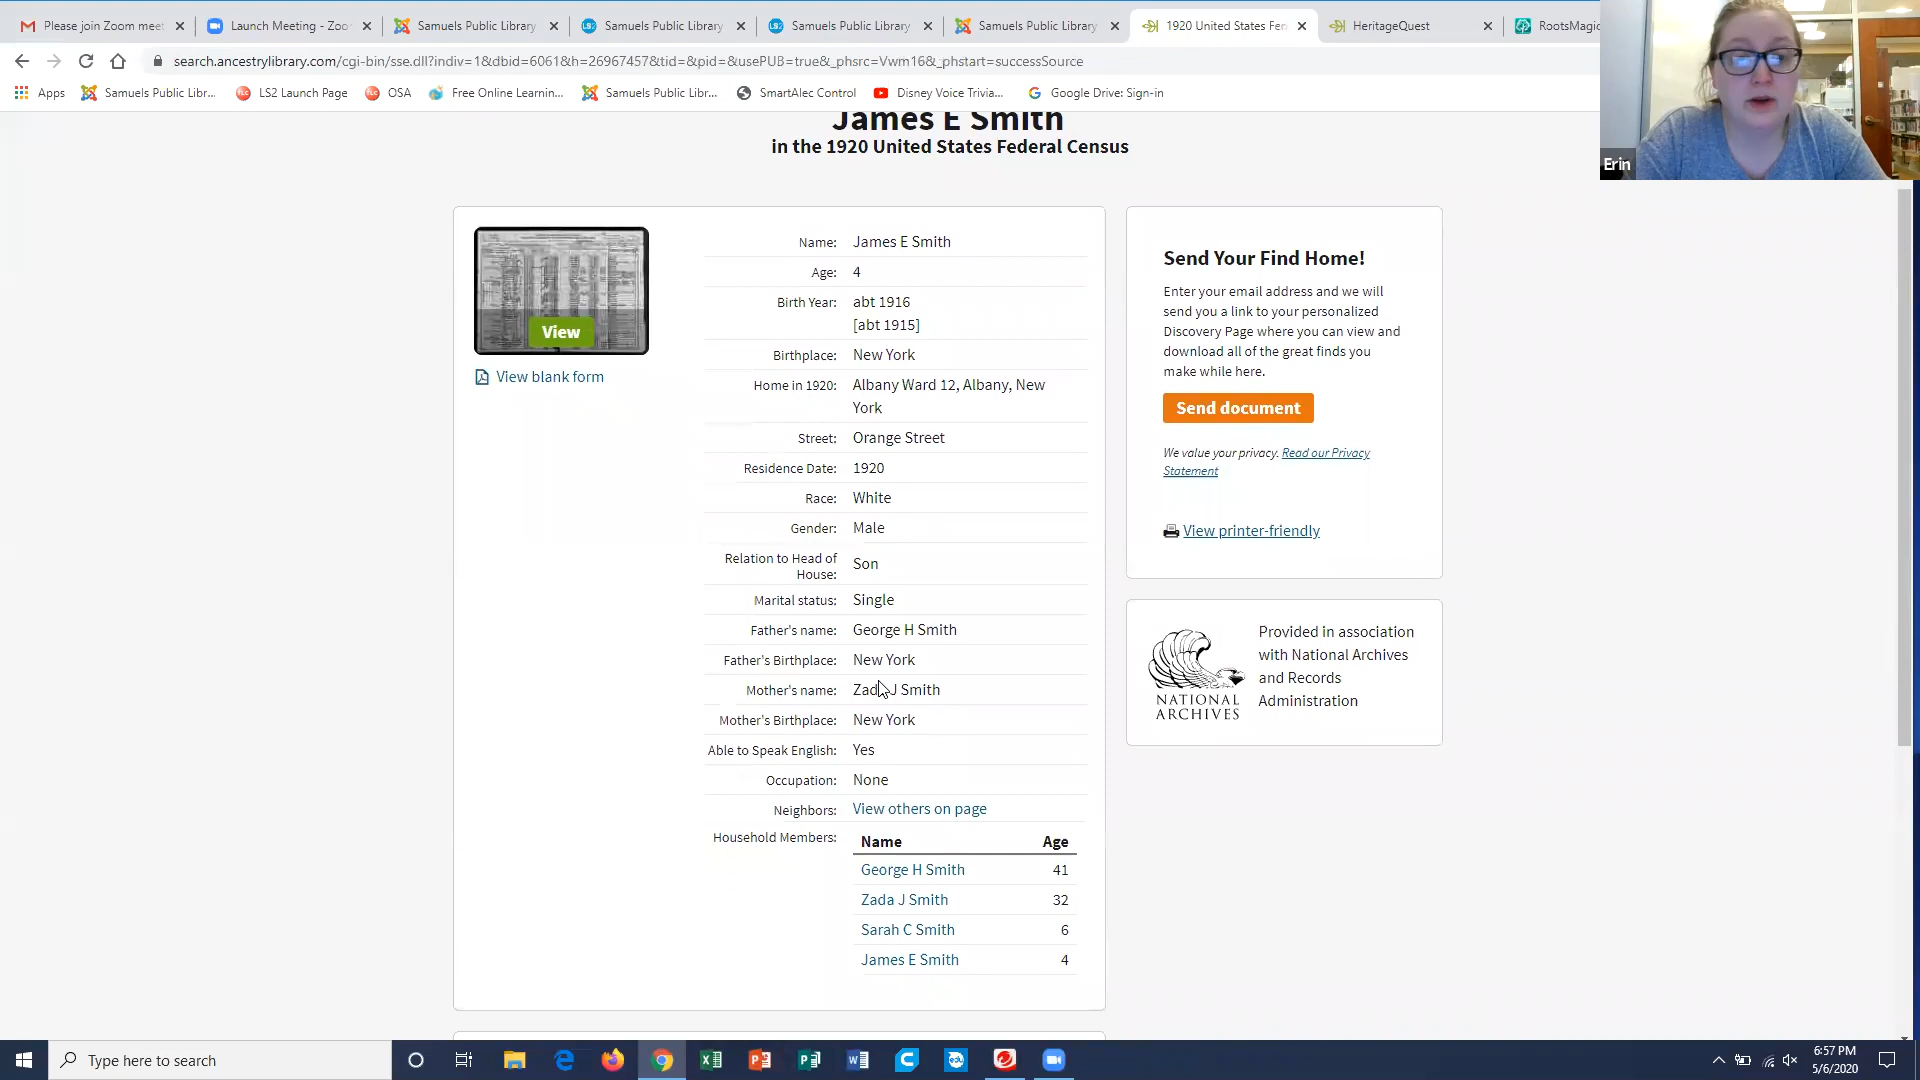 Please join Zoom meet
Launch Meeting - Zoo
Samuels Public Library
Samuels Public Library
Samuels Public Library
Samuels Public Library
1920 United States Fe
HeritageQuest
RootsMagic
search.ancestrylibrary.com/cgi-bin/sse.dll?indiv=1&dbid=6061&h=26967457&tid=&pid=&usePUB=true&_phsrc=Vwm16&_phstart=successSource
Apps
Samuels Public Libr...
LS2 Launch Page
OSA
Free Online Learnin...
Samuels Public Libr...
SmartAlec Control
Disney Voice Trivia...
Google Drive: Sign-in
Erin
James E Smith
in the 1920 United States Federal Census
View
View blank form
Name: James E Smith
Age: 4
Birth Year: abt 1916
[abt 1915]
Birthplace: New York
Home in 1920: Albany Ward 12, Albany, New
York
Street: Orange Street
Residence Date: 1920
Race: White
Gender: Male
Relation to Head of
House: Son
Marital status: Single
Father's name: George H Smith
Father's Birthplace: New York
Mother's name: Zada J Smith
Mother's Birthplace: New York
Able to Speak English: Yes
Occupation: None
Neighbors: View others on page
Household Members:
Name Age
George H Smith 41
Zada J Smith 32
Sarah C Smith 6
James E Smith 4
Send Your Find Home!
Enter your email address and we will
send you a link to your personalized
Discovery Page where you can view and
download all of the great finds you
make while here.
Send document
We value your privacy. Read our Privacy
Statement
View printer-friendly
NATIONAL
ARCHIVES
Provided in association
with National Archives
and Records
Administration
Type here to search
6:57 PM
5/6/2020